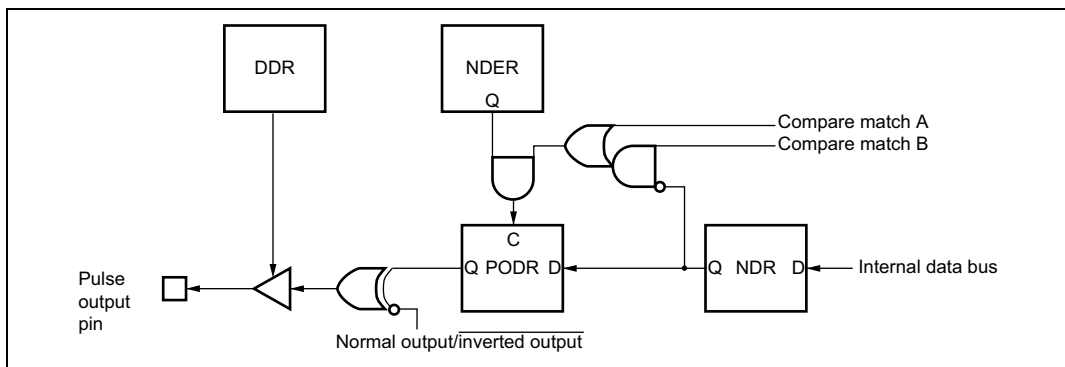 DDR
NDER
Q
Compare match A
Compare match B
C
Q PODR D
Q NDR D
Internal data bus
Pulse
output
pin
Normal output/inverted output